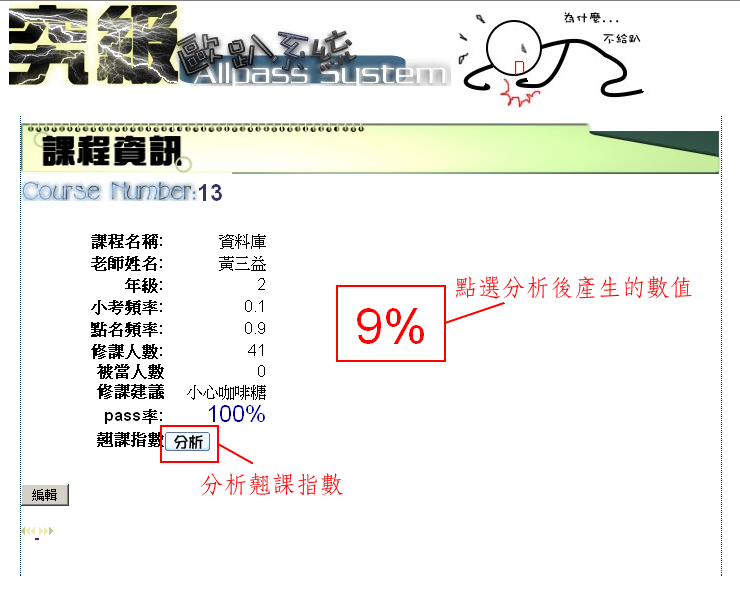 究級
歐趴系統
Allpass System
為什麼...
不給趴
課程資訊
Course Number:13
課程名稱: 資料庫
老師姓名: 黃三益
年級: 2
小考頻率: 0.1
點名頻率: 0.9
修課人數: 41
被當人數 0
修課建議 小心咖啡糖
pass率: 100%
翹課指數 分析
9%
點選分析後產生的數值
分析翹課指數
編輯